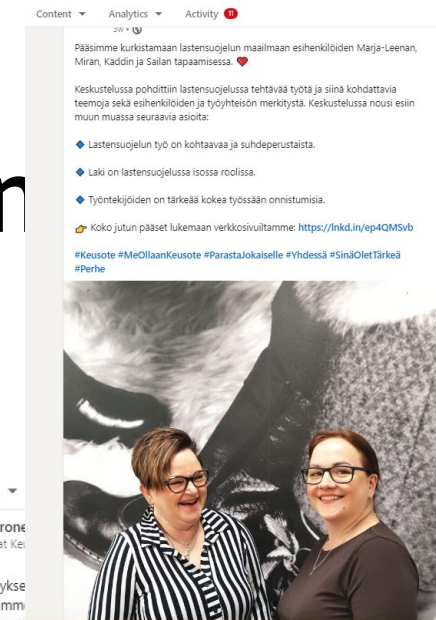 Content Analytics Activity 11
3w •
Pääsimme kurkistamaan lastensuojelun maailmaan esihenkilöiden Marja-Leenan,
Miran, Kaddin ja Sailan tapaamisessa. ❤️
Keskustelussa pohdittiin lastensuojelussa tehtävää työtä ja siinä kohdattavia
teemoja sekä esihenkilöiden ja työyhteisön merkitystä. Keskustelussa nousi esiin
muun muassa seuraavia asioita:
🔷 Lastensuojelun työ on kohtaavaa ja suhdeperustaista.
🔷 Laki on lastensuojelussa isossa roolissa.
🔷 Työntekijöiden on tärkeää kokea työssään onnistumisia.
👉 Koko jutun pääset lukemaan verkkosivuiltamme: https://lnkd.in/ep4QMSvb
#Keusote #MeOllaanKeusote #ParastaJokaiselle #Yhdessä #SinäOletTärkeä
#Perhe